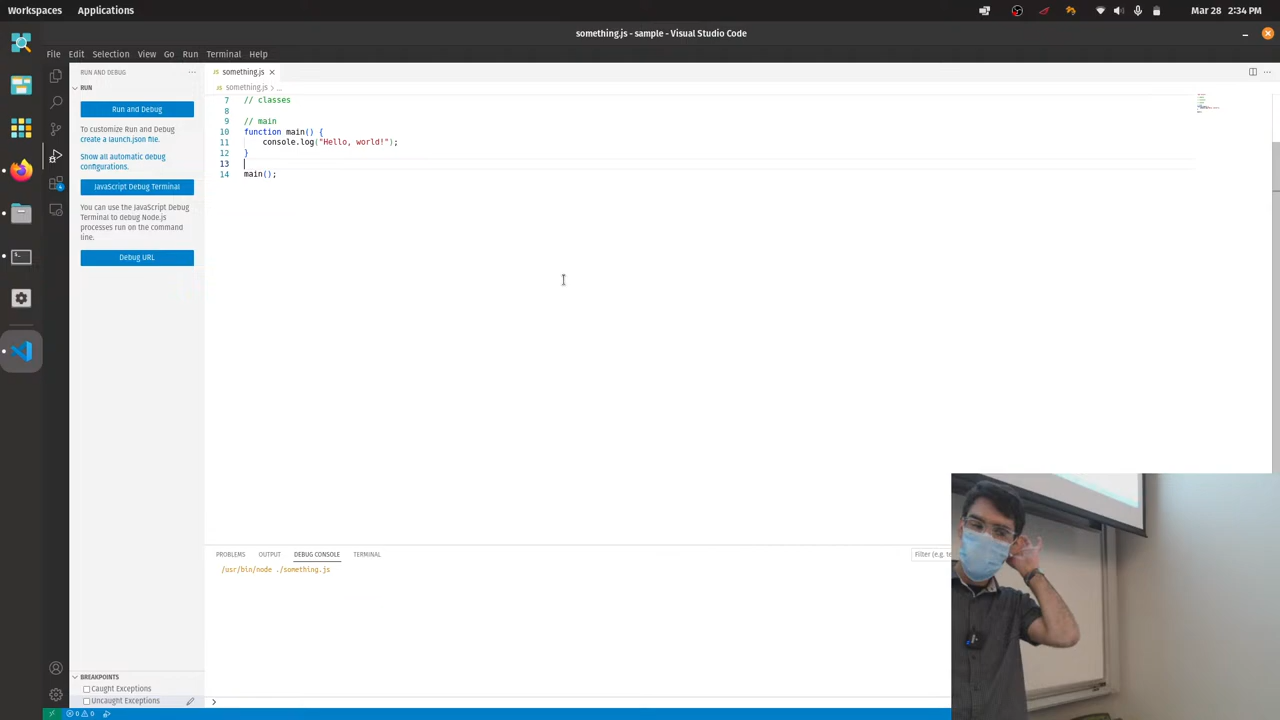 Workspaces
Applications
Mar 28 2:34 PM
something.js - sample - Visual Studio Code
File Edit Selection View Go Run Terminal Help
RUN AND DEBUG
something.js
RUN
something.js > ...
Run and Debug
To customize Run and Debug
create a launch.json file.
Show all automatic debug
configurations.
JavaScript Debug Terminal
You can use the JavaScript Debug
Terminal to debug Node.js
processes run on the command
line.
Debug URL
7 // classes
8
9 // main
10 function main() {
11 console.log("Hello, world!");
12 }
13
14 main();
PROBLEMS OUTPUT DEBUG CONSOLE TERMINAL
Filter (e.g. te
/usr/bin/node ./something.js
BREAKPOINTS
Caught Exceptions
Uncaught Exceptions
0 0